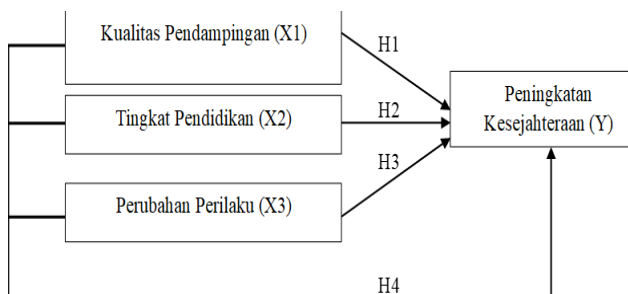 Kualitas Pendampingan (X1)
H1
Peningkatan
Kesejahteraan (Y)
Tingkat Pendidikan (X2)
H2
H3
Perubahan Perilaku (X3)
H4